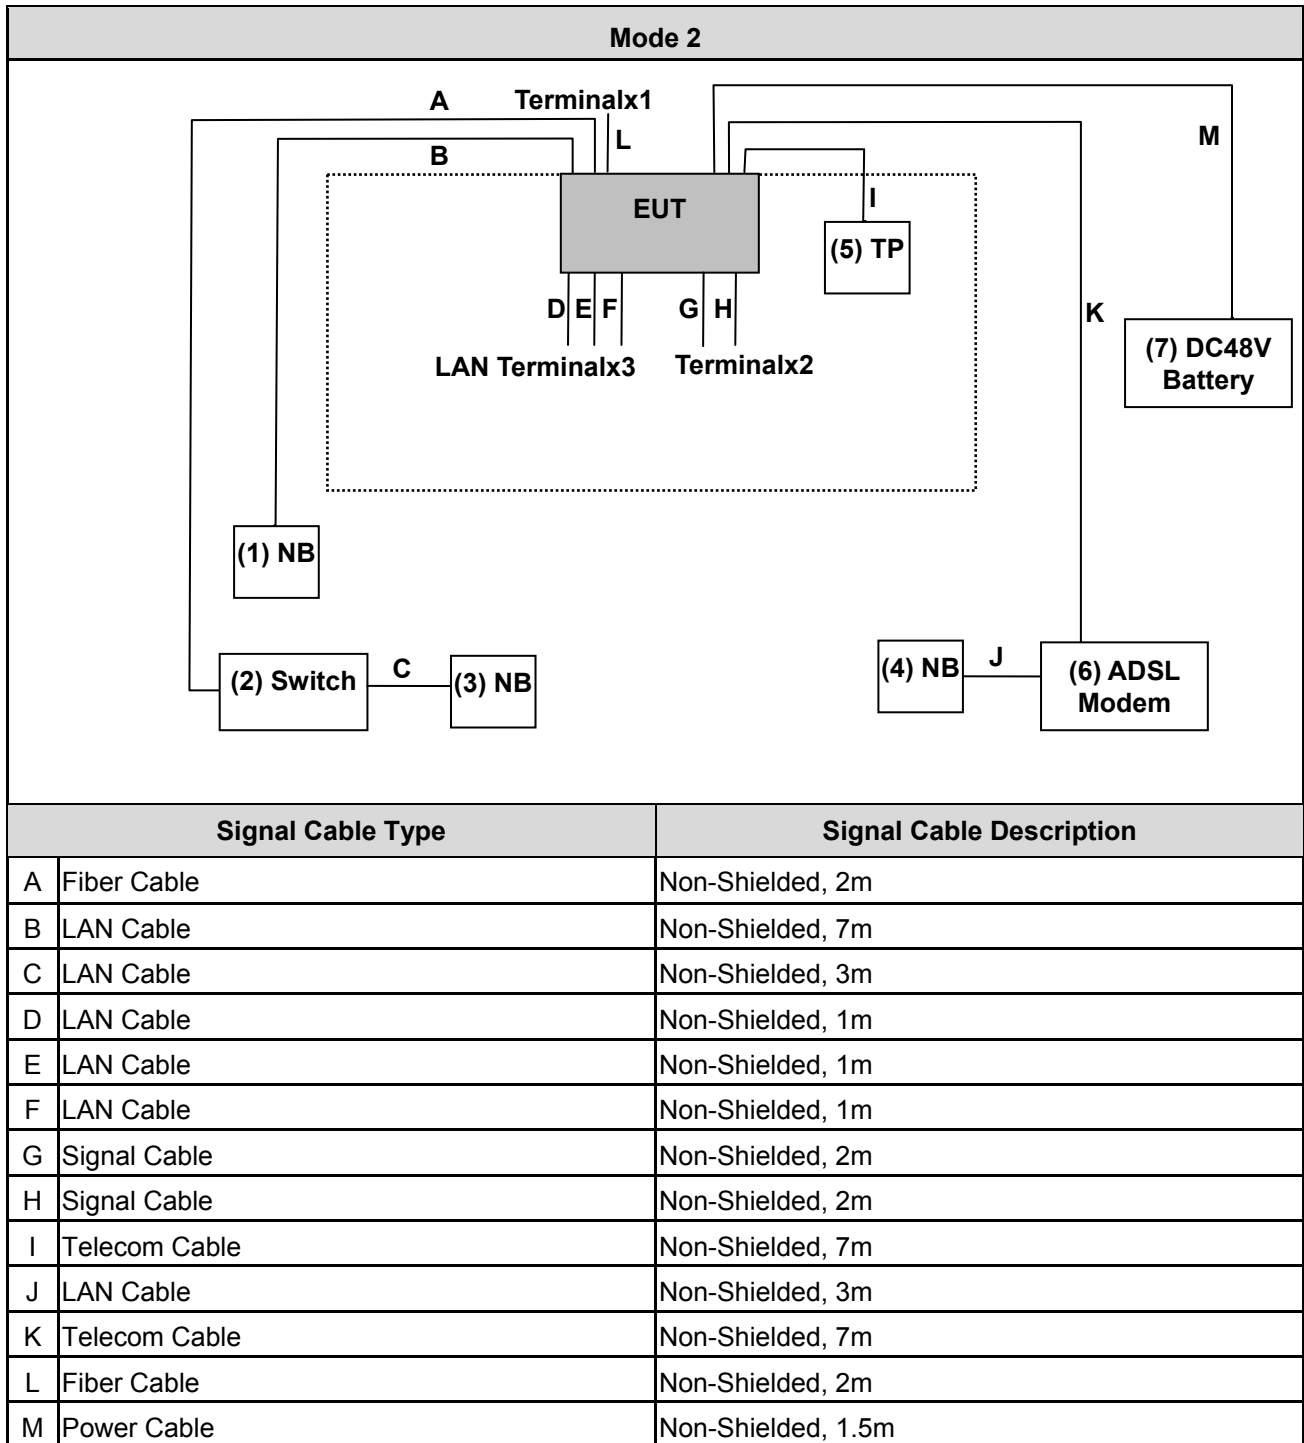 Mode 2
A Terminalx1
L
M
B
EUT
I
(5) TP
D E F G H
K
LAN Terminalx3 Terminalx2
(7) DC48V
Battery
(1) NB
(2) Switch C (3) NB
(4) NB J (6) ADSL
Modem
Signal Cable Type Signal Cable Description
A Fiber Cable Non-Shielded, 2m
B LAN Cable Non-Shielded, 7m
C LAN Cable Non-Shielded, 3m
D LAN Cable Non-Shielded, 1m
E LAN Cable Non-Shielded, 1m
F LAN Cable Non-Shielded, 1m
G Signal Cable Non-Shielded, 2m
H Signal Cable Non-Shielded, 2m
I Telecom Cable Non-Shielded, 7m
J LAN Cable Non-Shielded, 3m
K Telecom Cable Non-Shielded, 7m
L Fiber Cable Non-Shielded, 2m
M Power Cable Non-Shielded, 1.5m